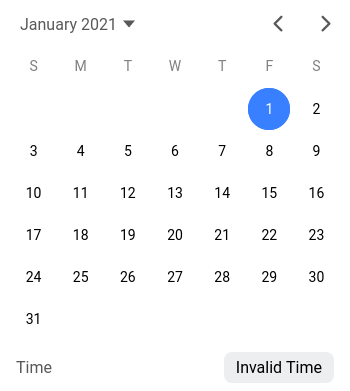 January 2021
S M T W T F S
1 2
3 4 5 6 7 8 9
10 11 12 13 14 15 16
17 18 19 20 21 22 23
24 25 26 27 28 29 30
31
Time Invalid Time